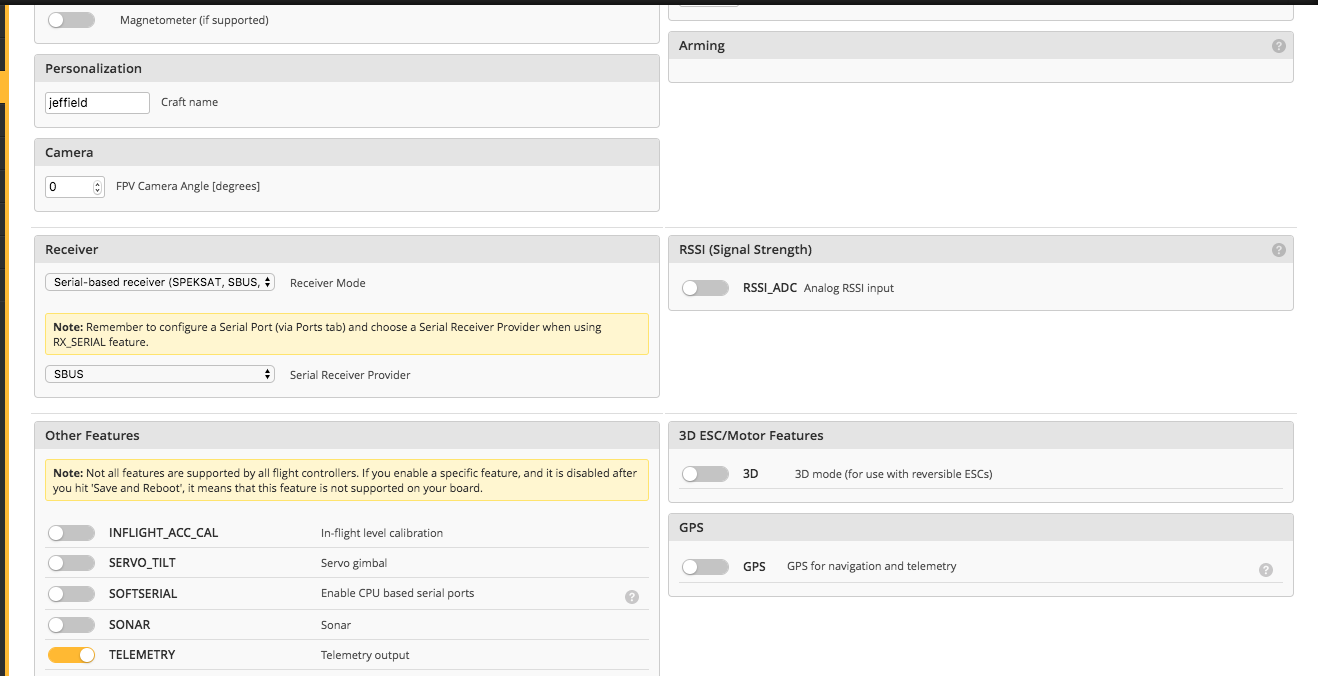 Magnetometer (if supported)
Personalization
jeffield Craft name
Camera
0 FPV Camera Angle [degrees]
Arming
?
Receiver
Serial-based receiver (SPEKSAT, SBUS, Receiver Mode
Note: Remember to configure a Serial Port (via Ports tab) and choose a Serial Receiver Provider when using
RX_SERIAL feature.
SBUS Serial Receiver Provider
RSSI (Signal Strength)
?
RSSI_ADC Analog RSSI input
Other Features
Note: Not all features are supported by all flight controllers. If you enable a specific feature, and it is disabled after
you hit 'Save and Reboot', it means that this feature is not supported on your board.
INFLIGHT_ACC_CAL In-flight level calibration
SERVO_TILT Servo gimbal
SOFTSERIAL Enable CPU based serial ports ?
SONAR Sonar
TELEMETRY Telemetry output
3D ESC/Motor Features
3D 3D mode (for use with reversible ESCs)
GPS
GPS GPS for navigation and telemetry ?